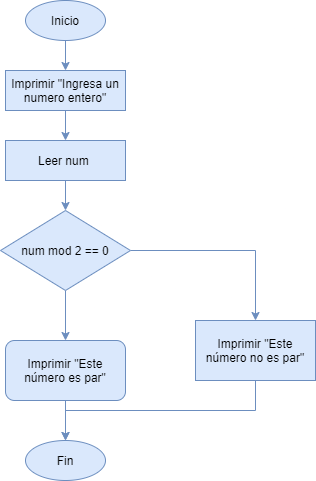 Inicio
Imprimir "Ingresa un
numero entero"
Leer num
num mod 2 == 0
Imprimir "Este
número es par"
Imprimir "Este
número no es par"
Fin